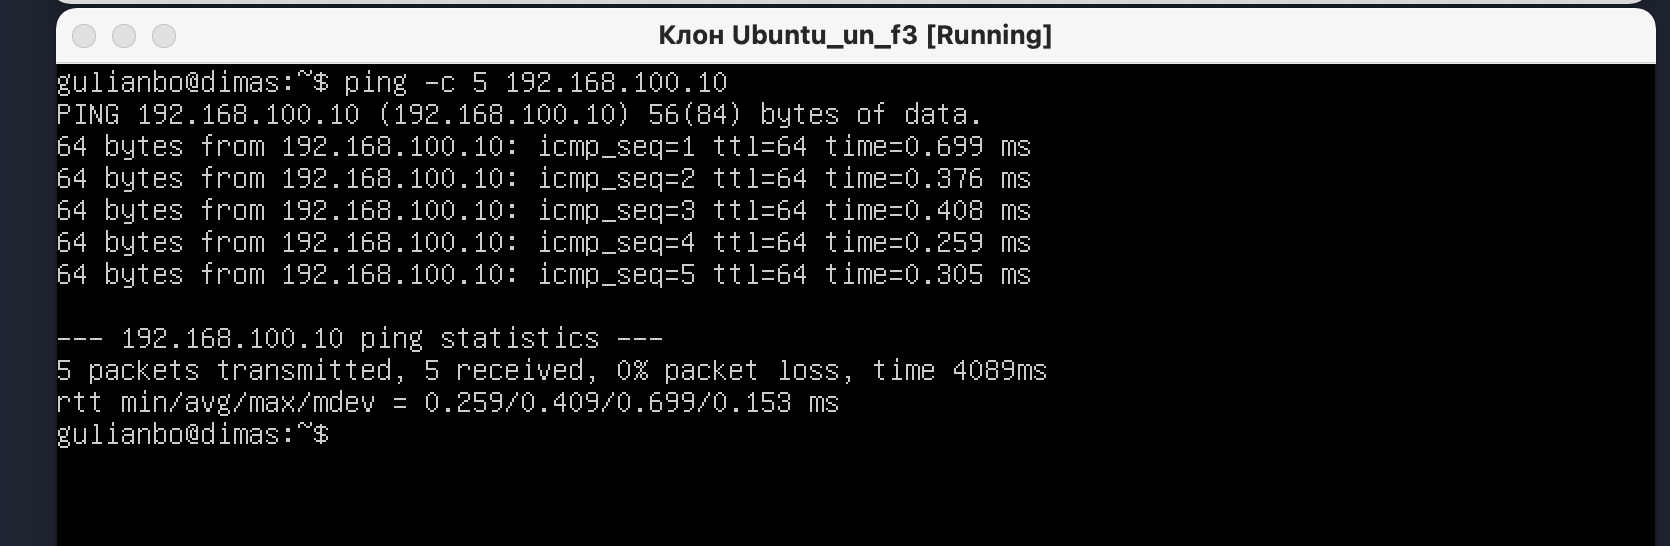 Клон Ubuntu_un_f3 [Running]
gulianbo@dimas:~$ ping -c 5 192.168.100.10
PING 192.168.100.10 (192.168.100.10) 56(84) bytes of data.
64 bytes from 192.168.100.10: icmp_seq=1 ttl=64 time=0.699 ms
64 bytes from 192.168.100.10: icmp_seq=2 ttl=64 time=0.376 ms
64 bytes from 192.168.100.10: icmp_seq=3 ttl=64 time=0.408 ms
64 bytes from 192.168.100.10: icmp_seq=4 ttl=64 time=0.259 ms
64 bytes from 192.168.100.10: icmp_seq=5 ttl=64 time=0.305 ms
--- 192.168.100.10 ping statistics ---
5 packets transmitted, 5 received, 0% packet loss, time 4089ms
rtt min/avg/max/mdev = 0.259/0.409/0.699/0.153 ms
gulianbo@dimas:~$